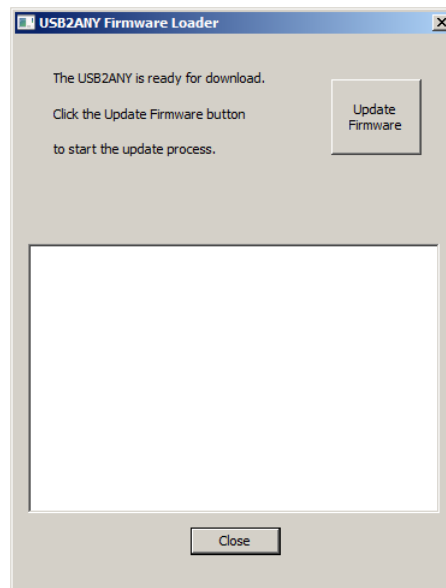 USB2ANY Firmware Loader
The USB2ANY is ready for download.
Click the Update Firmware button
to start the update process.
Update
Firmware
Close